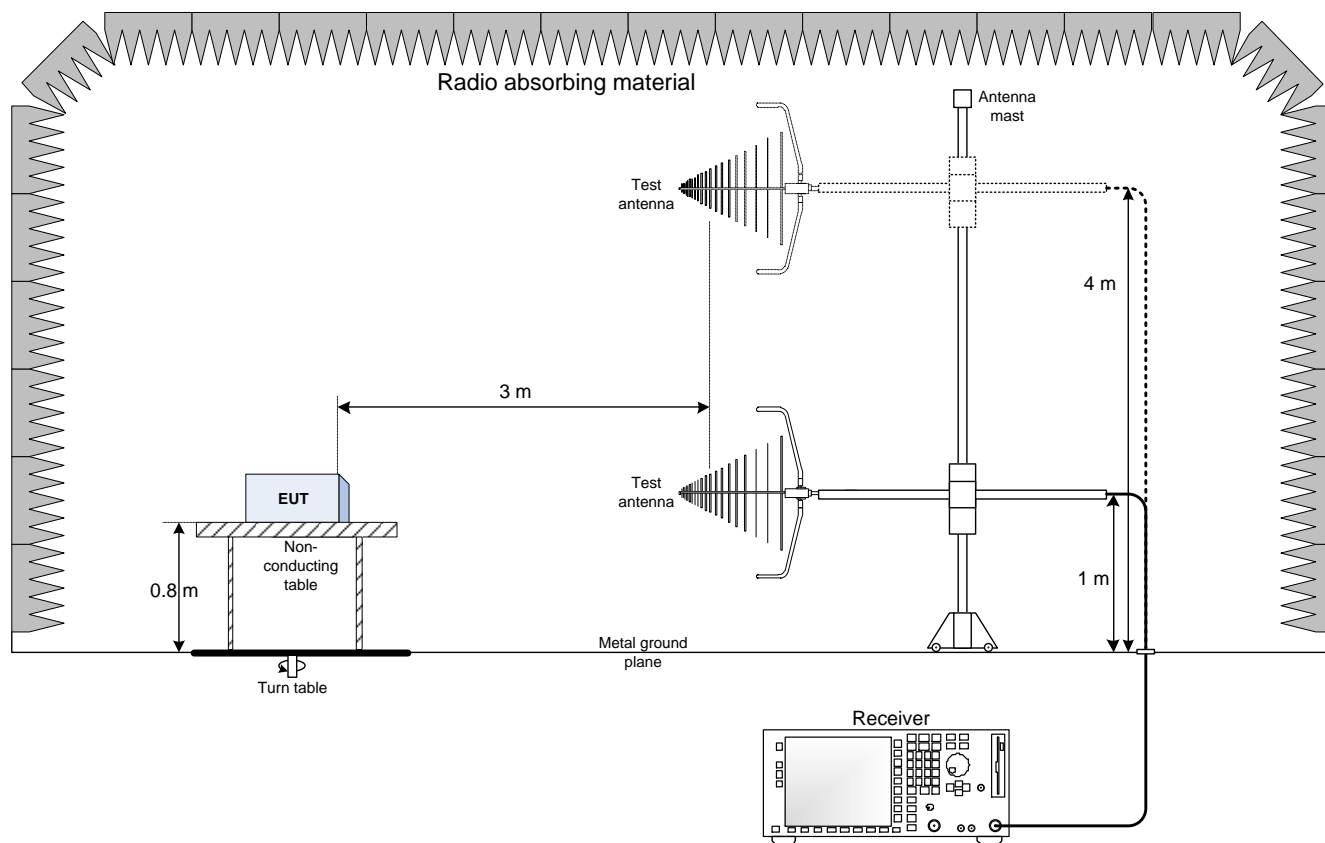 Radio absorbing material
Antenna
mast
Test
antenna
4 m
3 m
Test
antenna
EUT
Non-
conducting
table
0.8 m
1 m
Metal ground
plane
Turn table
Receiver